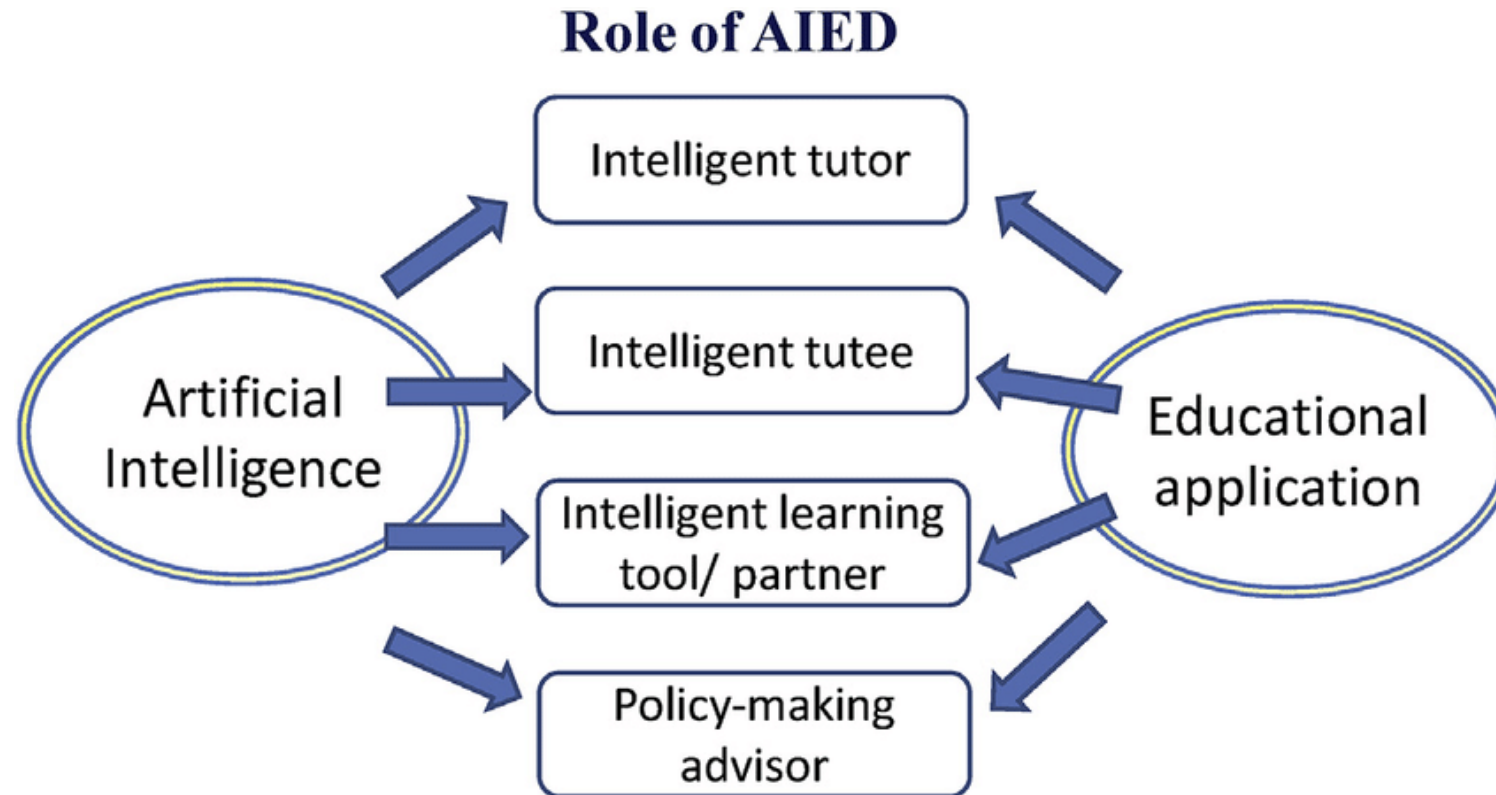 Role of AIED
Intelligent tutor
Intelligent tutee
Artificial
Intelligence
Educational
application
Intelligent learning
tool/ partner
Policy-making
advisor